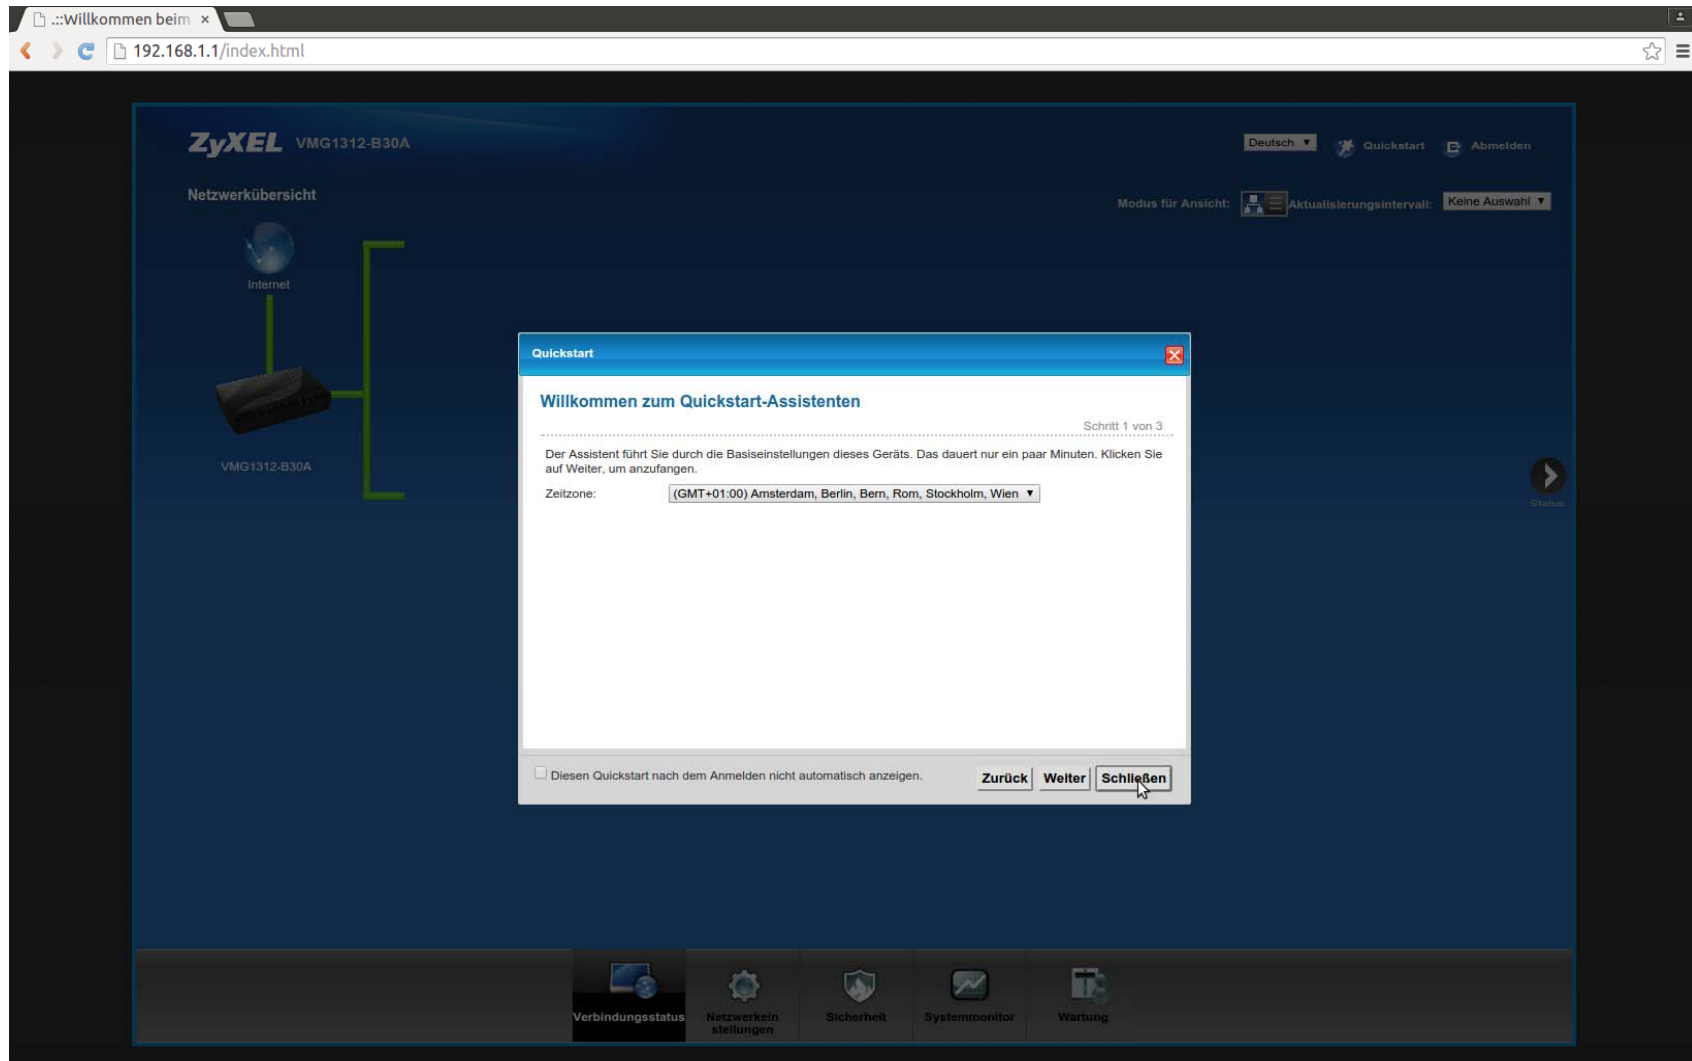 .::Willkommen beim
192.168.1.1/index.html
ZyXEL VMG1312-B30A
Deutsch
Quickstart
Abmelden
Netzwerkübersicht
Modus für Ansicht:
Aktualisierungsintervall:
Keine Auswahl
Internet
VMG1312-B30A
Status
Quickstart
Willkommen zum Quickstart-Assistenten
Schritt 1 von 3
Der Assistent führt Sie durch die Basiseinstellungen dieses Geräts. Das dauert nur ein paar Minuten. Klicken Sie
auf Weiter, um anzufangen.
Zeitzone: (GMT+01:00) Amsterdam, Berlin, Bern, Rom, Stockholm, Wien
Diesen Quickstart nach dem Anmelden nicht automatisch anzeigen.
Zurück
Weiter
Schließen
Verbindungsstatus
Netzwerkein
stellungen
Sicherheit
Systemmonitor
Wartung